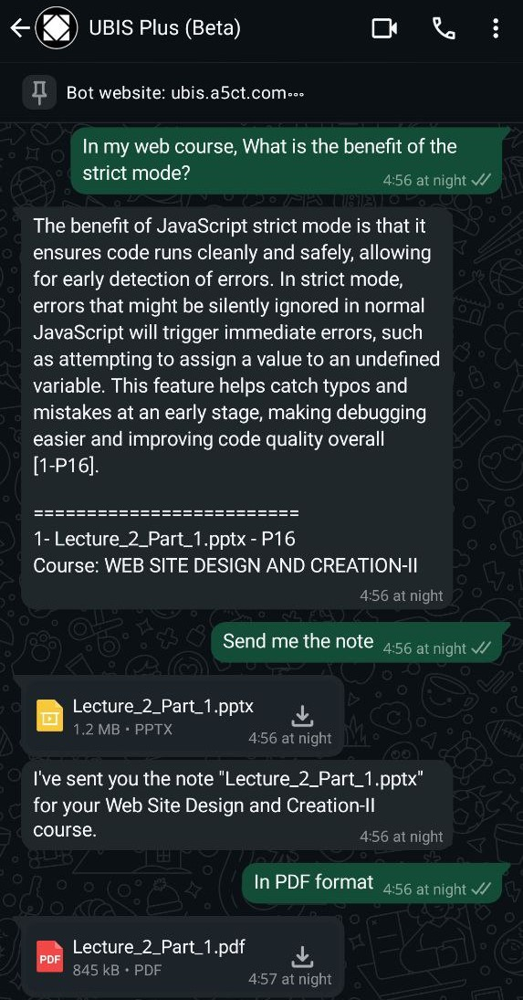 UBIS Plus (Beta)
Bot website: ubis.a5ct.com...
In my web course, What is the benefit of the
strict mode?
4:56 at night
The benefit of JavaScript strict mode is that it
ensures code runs cleanly and safely, allowing
for early detection of errors. In strict mode,
errors that might be silently ignored in normal
JavaScript will trigger immediate errors, such
as attempting to assign a value to an undefined
variable. This feature helps catch typos and
mistakes at an early stage, making debugging
easier and improving code quality overall
[1-P16].
=========================
1- Lecture_2_Part_1.pptx - P16
Course: WEB SITE DESIGN AND CREATION-II
4:56 at night
Send me the note 4:56 at night
Lecture_2_Part_1.pptx
1.2 MB • PPTX
4:56 at night
I've sent you the note "Lecture_2_Part_1.pptx"
for your Web Site Design and Creation-II
course.
4:56 at night
In PDF format 4:56 at night
PDF
Lecture_2_Part_1.pdf
845 kB • PDF
4:57 at night